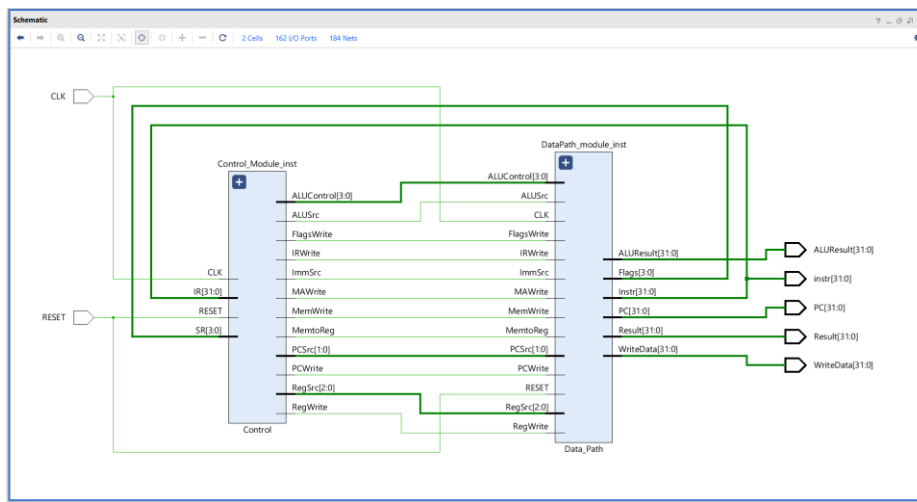 Schematic
2 Cells 162 I/O Ports 184 Nets
CLK
RESET
Control_Module_inst
CLK
IR[31:0]
RESET
SR[3:0]
ALUControl[3:0]
ALUSrc
FlagsWrite
IRWrite
ImmSrc
MAWrite
MemWrite
MemtoReg
PCSrc[1:0]
PCWrite
RegSrc[2:0]
RegWrite
Control
DataPath_module_inst
ALUControl[3:0]
ALUSrc
CLK
FlagsWrite
IRWrite
ImmSrc
MAWrite
MemWrite
MemtoReg
PCSrc[1:0]
PCWrite
RESET
RegSrc[2:0]
RegWrite
ALUResult[31:0]
Flags[3:0]
Instr[31:0]
PC[31:0]
Result[31:0]
WriteData[31:0]
Data_Path
ALUResult[31:0]
instr[31:0]
PC[31:0]
Result[31:0]
WriteData[31:0]